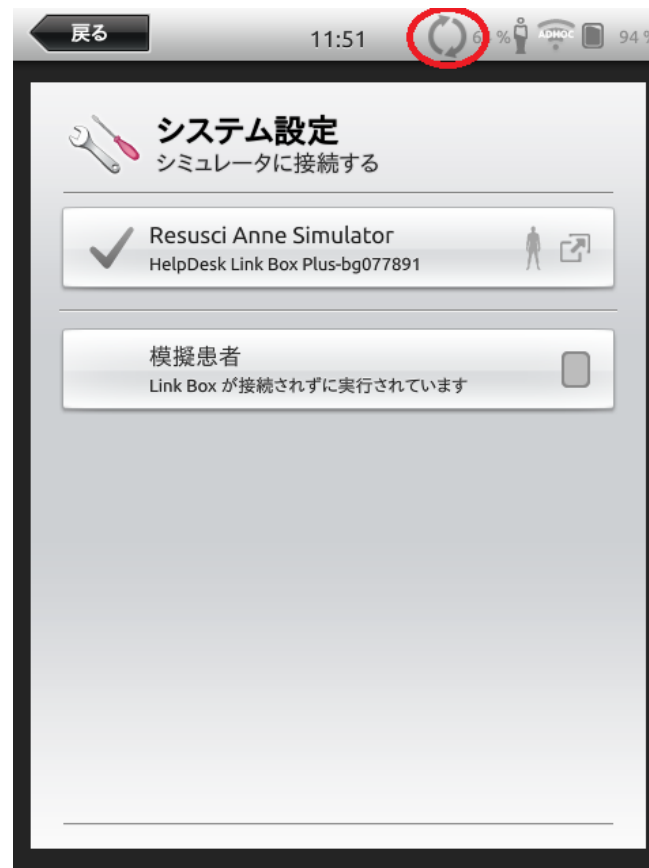 戻る
11:51
%
ADHOC
94 %
システム設定
シミュレータに接続する
Resusci Anne Simulator
HelpDesk Link Box Plus-bg077891
模擬患者
Link Box が接続されずに実行されています